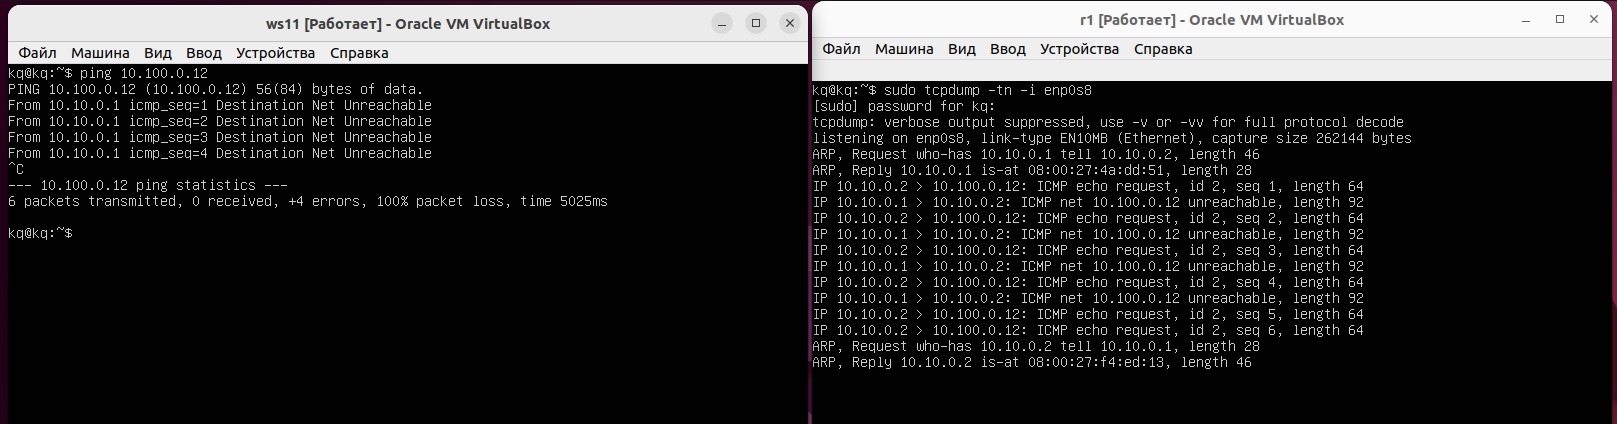 ws11 [Работает] - Oracle VM VirtualBox
Файл Машина Вид Ввод Устройства Справка
kq@kq:~$ ping 10.100.0.12
PING 10.100.0.12 (10.100.0.12) 56(84) bytes of data.
From 10.10.0.1 icmp_seq=1 Destination Net Unreachable
From 10.10.0.1 icmp_seq=2 Destination Net Unreachable
From 10.10.0.1 icmp_seq=3 Destination Net Unreachable
From 10.10.0.1 icmp_seq=4 Destination Net Unreachable
^C
--- 10.100.0.12 ping statistics ---
6 packets transmitted, 0 received, +4 errors, 100% packet loss, time 5025ms
kq@kq:~$
r1 [Работает] - Oracle VM VirtualBox
Файл Машина Вид Ввод Устройства Справка
kq@kq:~$ sudo tcpdump -tn -i enp0s8
[sudo] password for kq:
tcpdump: verbose output suppressed, use -v or -vv for full protocol decode
listening on enp0s8, link-type EN10MB (Ethernet), capture size 262144 bytes
ARP, Request who-has 10.10.0.1 tell 10.10.0.2, length 46
ARP, Reply 10.10.0.1 is-at 08:00:27:4a:dd:51, length 28
IP 10.10.0.2 > 10.100.0.12: ICMP echo request, id 2, seq 1, length 64
IP 10.10.0.1 > 10.10.0.2: ICMP net 10.100.0.12 unreachable, length 92
IP 10.10.0.2 > 10.100.0.12: ICMP echo request, id 2, seq 2, length 64
IP 10.10.0.1 > 10.10.0.2: ICMP net 10.100.0.12 unreachable, length 92
IP 10.10.0.2 > 10.100.0.12: ICMP echo request, id 2, seq 3, length 64
IP 10.10.0.1 > 10.10.0.2: ICMP net 10.100.0.12 unreachable, length 92
IP 10.10.0.2 > 10.100.0.12: ICMP echo request, id 2, seq 4, length 64
IP 10.10.0.1 > 10.10.0.2: ICMP net 10.100.0.12 unreachable, length 92
IP 10.10.0.2 > 10.100.0.12: ICMP echo request, id 2, seq 5, length 64
IP 10.10.0.2 > 10.100.0.12: ICMP echo request, id 2, seq 6, length 64
ARP, Request who-has 10.10.0.2 tell 10.10.0.1, length 28
ARP, Reply 10.10.0.2 is-at 08:00:27:f4:ed:13, length 46